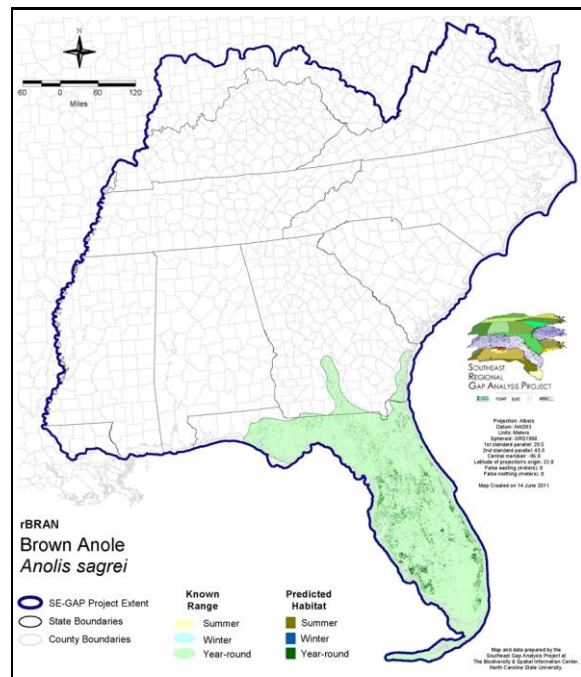 N
60 0 60 120
Miles
SOUTHEAST
REGIONAL
GAP ANALYSIS PROJECT
Projection: Albers
Datum: NAD83
Units: Meters
Spheroid: GRS1980
1st standard parallel: 29.5
2nd standard parallel: 45.5
Central meridian: -96.0
Latitude of projection's origin: 23.0
False easting (meters): 0
False northing (meters): 0
Map Created on 14 June 2011
rBRAN
Brown Anole
Anolis sagrei
SE-GAP Project Extent
State Boundaries
County Boundaries
Known
Range
Summer
Winter
Year-round
Predicted
Habitat
Summer
Winter
Year-round
Map and data prepared by the
Southeast Gap Analysis Project at
The Biodiversity & Spatial Information Center,
North Carolina State University.